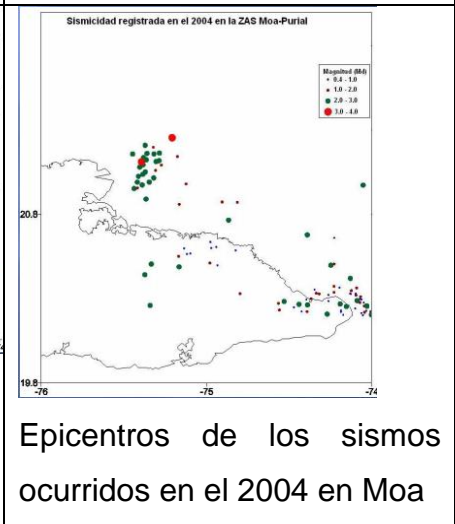 Sismicidad registrada en el 2004 en la ZAS Moa-Purial
Magnitud (Md)
0.4 - 1.0
1.0 - 2.0
2.0 - 3.0
3.0 - 4.0
20.8
19.8
-76
-75
-74
Epicentros de los sismos
ocurridos en el 2004 en Moa